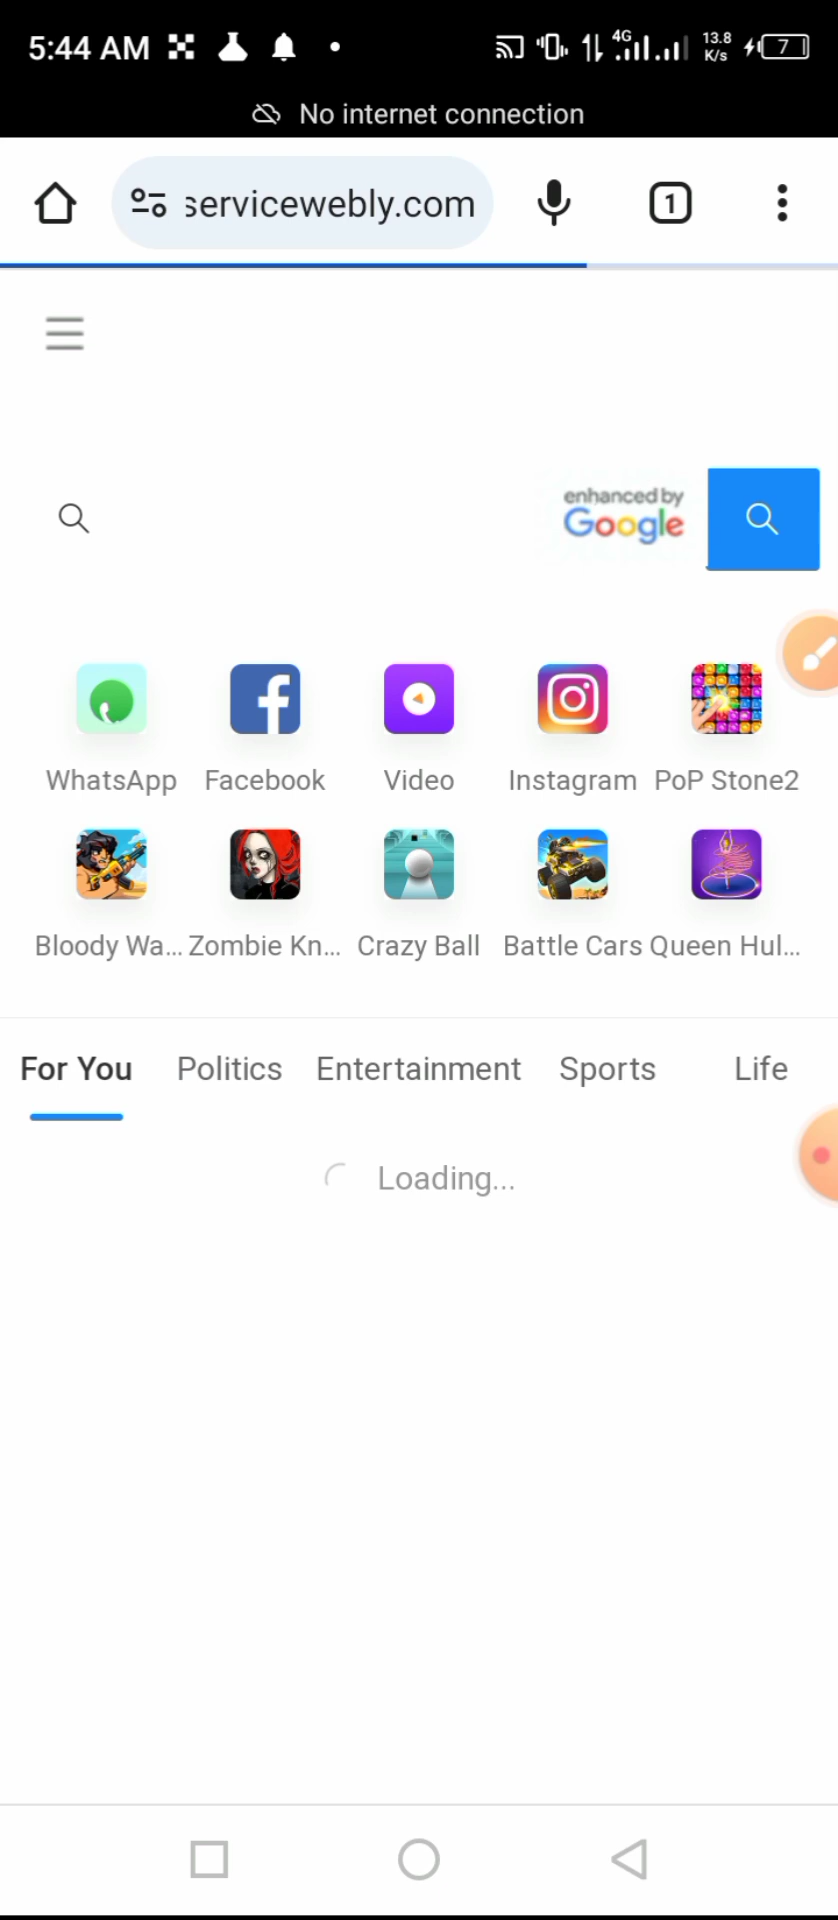 5:44 AM 4G 13.8 K/s 7
No internet connection
servicewebly.com 1
enhanced by
Google
WhatsApp Facebook Video Instagram PoP Stone2
Bloody Wa... Zombie Kn... Crazy Ball Battle Cars Queen Hul...
For You Politics Entertainment Sports Life
Loading...